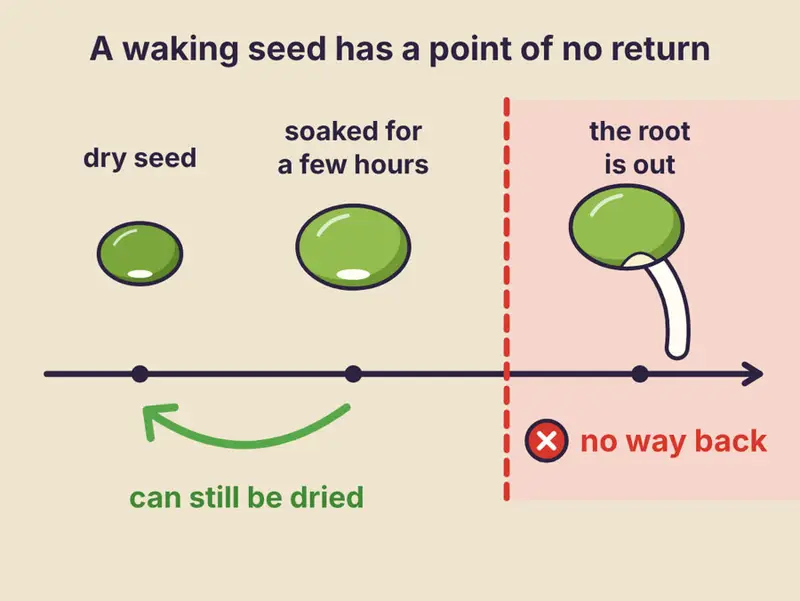 A waking seed has a point of no return
dry seed
soaked for
a few hours
the root
is out
no way back
can still be dried